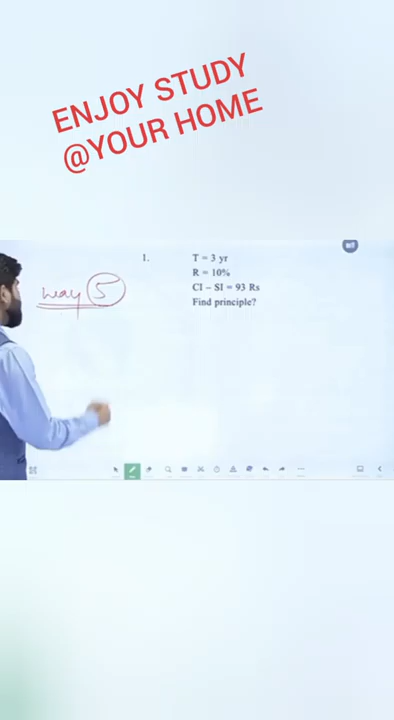 ENJOY STUDY
@YOUR HOME
1. T = 3 yr
R = 10%
CI – SI = 93 Rs
Find principle?
way 5